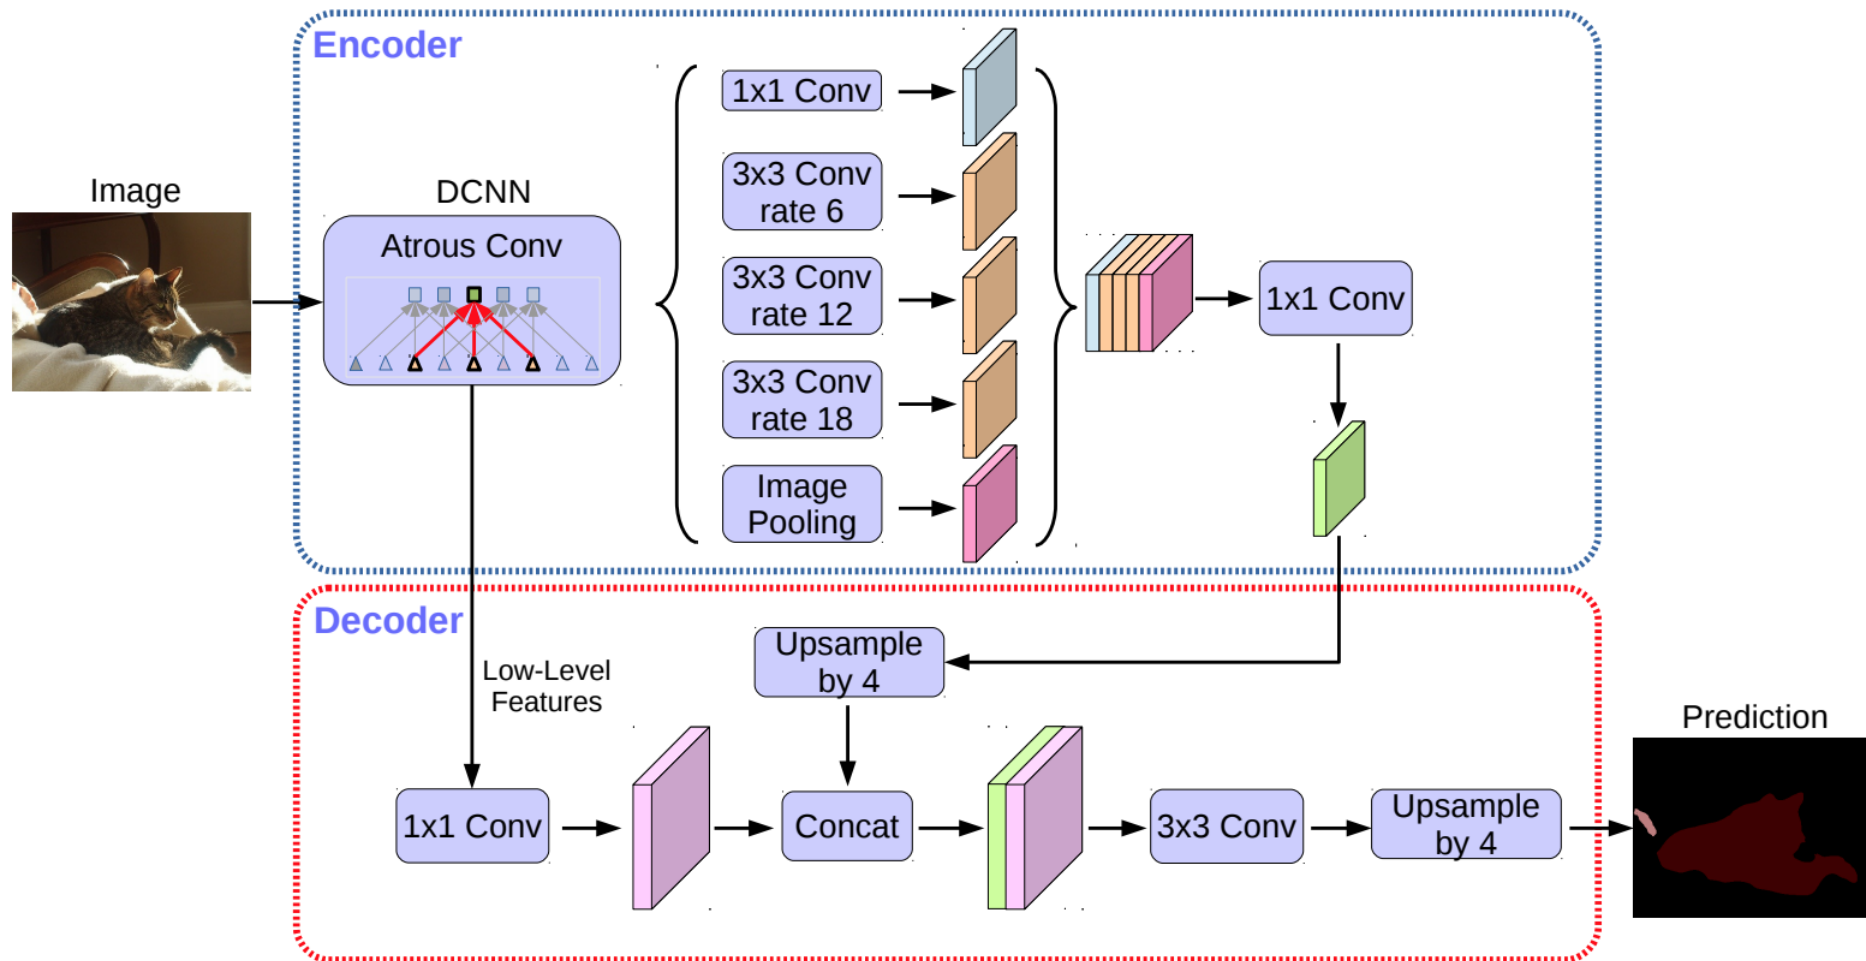 Encoder
Image
DCNN
Atrous Conv
1x1 Conv
3x3 Conv
rate 6
3x3 Conv
rate 12
3x3 Conv
rate 18
Image
Pooling
1x1 Conv
Decoder
Low-Level
Features
Upsample
by 4
1x1 Conv
Concat
3x3 Conv
Upsample
by 4
Prediction